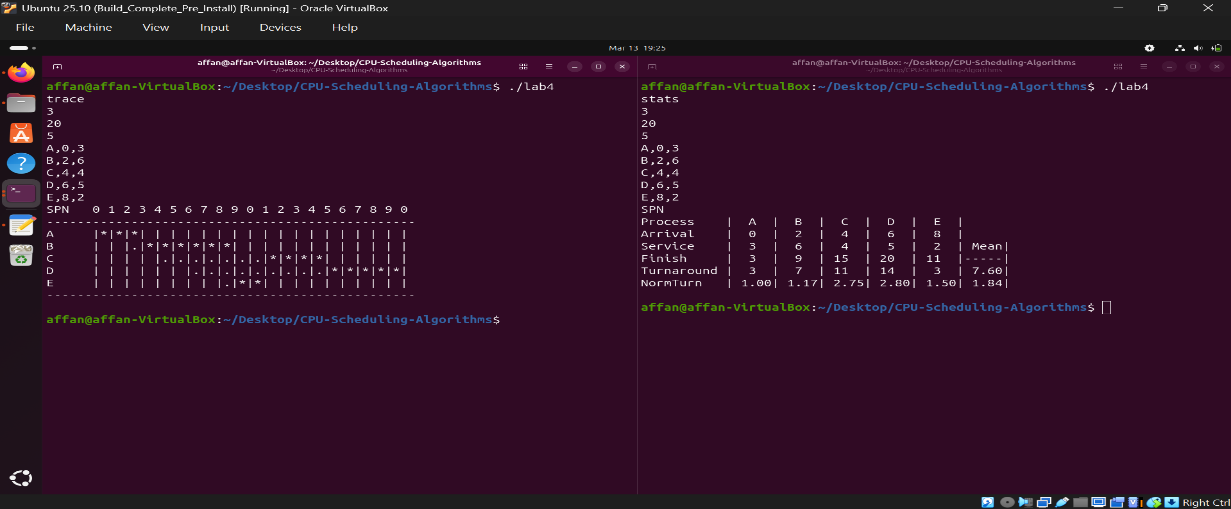 Ubuntu 25.10 (Build_Complete_Pre_Install) [Running] - Oracle VirtualBox
File Machine View Input Devices Help
Mar 13 19:25
affan@affan-VirtualBox: ~/Desktop/CPU-Scheduling-Algorithms
~/Desktop/CPU-Scheduling-Algorithms
affan@affan-VirtualBox:~/Desktop/CPU-Scheduling-Algorithms$ ./lab4
trace
3
20
5
A,0,3
B,2,6
C,4,4
D,6,5
E,8,2
SPN 0 1 2 3 4 5 6 7 8 9 0 1 2 3 4 5 6 7 8 9 0
------------------------------------------------
A |*|*|*| | | | | | | | | | | | | | | | | |
B | | |.|*|*|*|*|*|*| | | | | | | | | | | |
C | | | | |.|.|.|.|.|.|.|*|*|*|*| | | | | |
D | | | | | | |.|.|.|.|.|.|.|.|.|*|*|*|*|*|
E | | | | | | | | |.|*|*| | | | | | | | | |
------------------------------------------------
affan@affan-VirtualBox:~/Desktop/CPU-Scheduling-Algorithms$
affan@affan-VirtualBox: ~/Desktop/CPU-Scheduling-Algorithms
~/Desktop/CPU-Scheduling-Algorithms
affan@affan-VirtualBox:~/Desktop/CPU-Scheduling-Algorithms$ ./lab4
stats
3
20
5
A,0,3
B,2,6
C,4,4
D,6,5
E,8,2
SPN
Process | A | B | C | D | E |
Arrival | 0 | 2 | 4 | 6 | 8 |
Service | 3 | 6 | 4 | 5 | 2 | Mean|
Finish | 3 | 9 | 15 | 20 | 11 |-----|
Turnaround | 3 | 7 | 11 | 14 | 3 | 7.60|
NormTurn | 1.00| 1.17| 2.75| 2.80| 1.50| 1.84|
affan@affan-VirtualBox:~/Desktop/CPU-Scheduling-Algorithms$
Right Ctrl